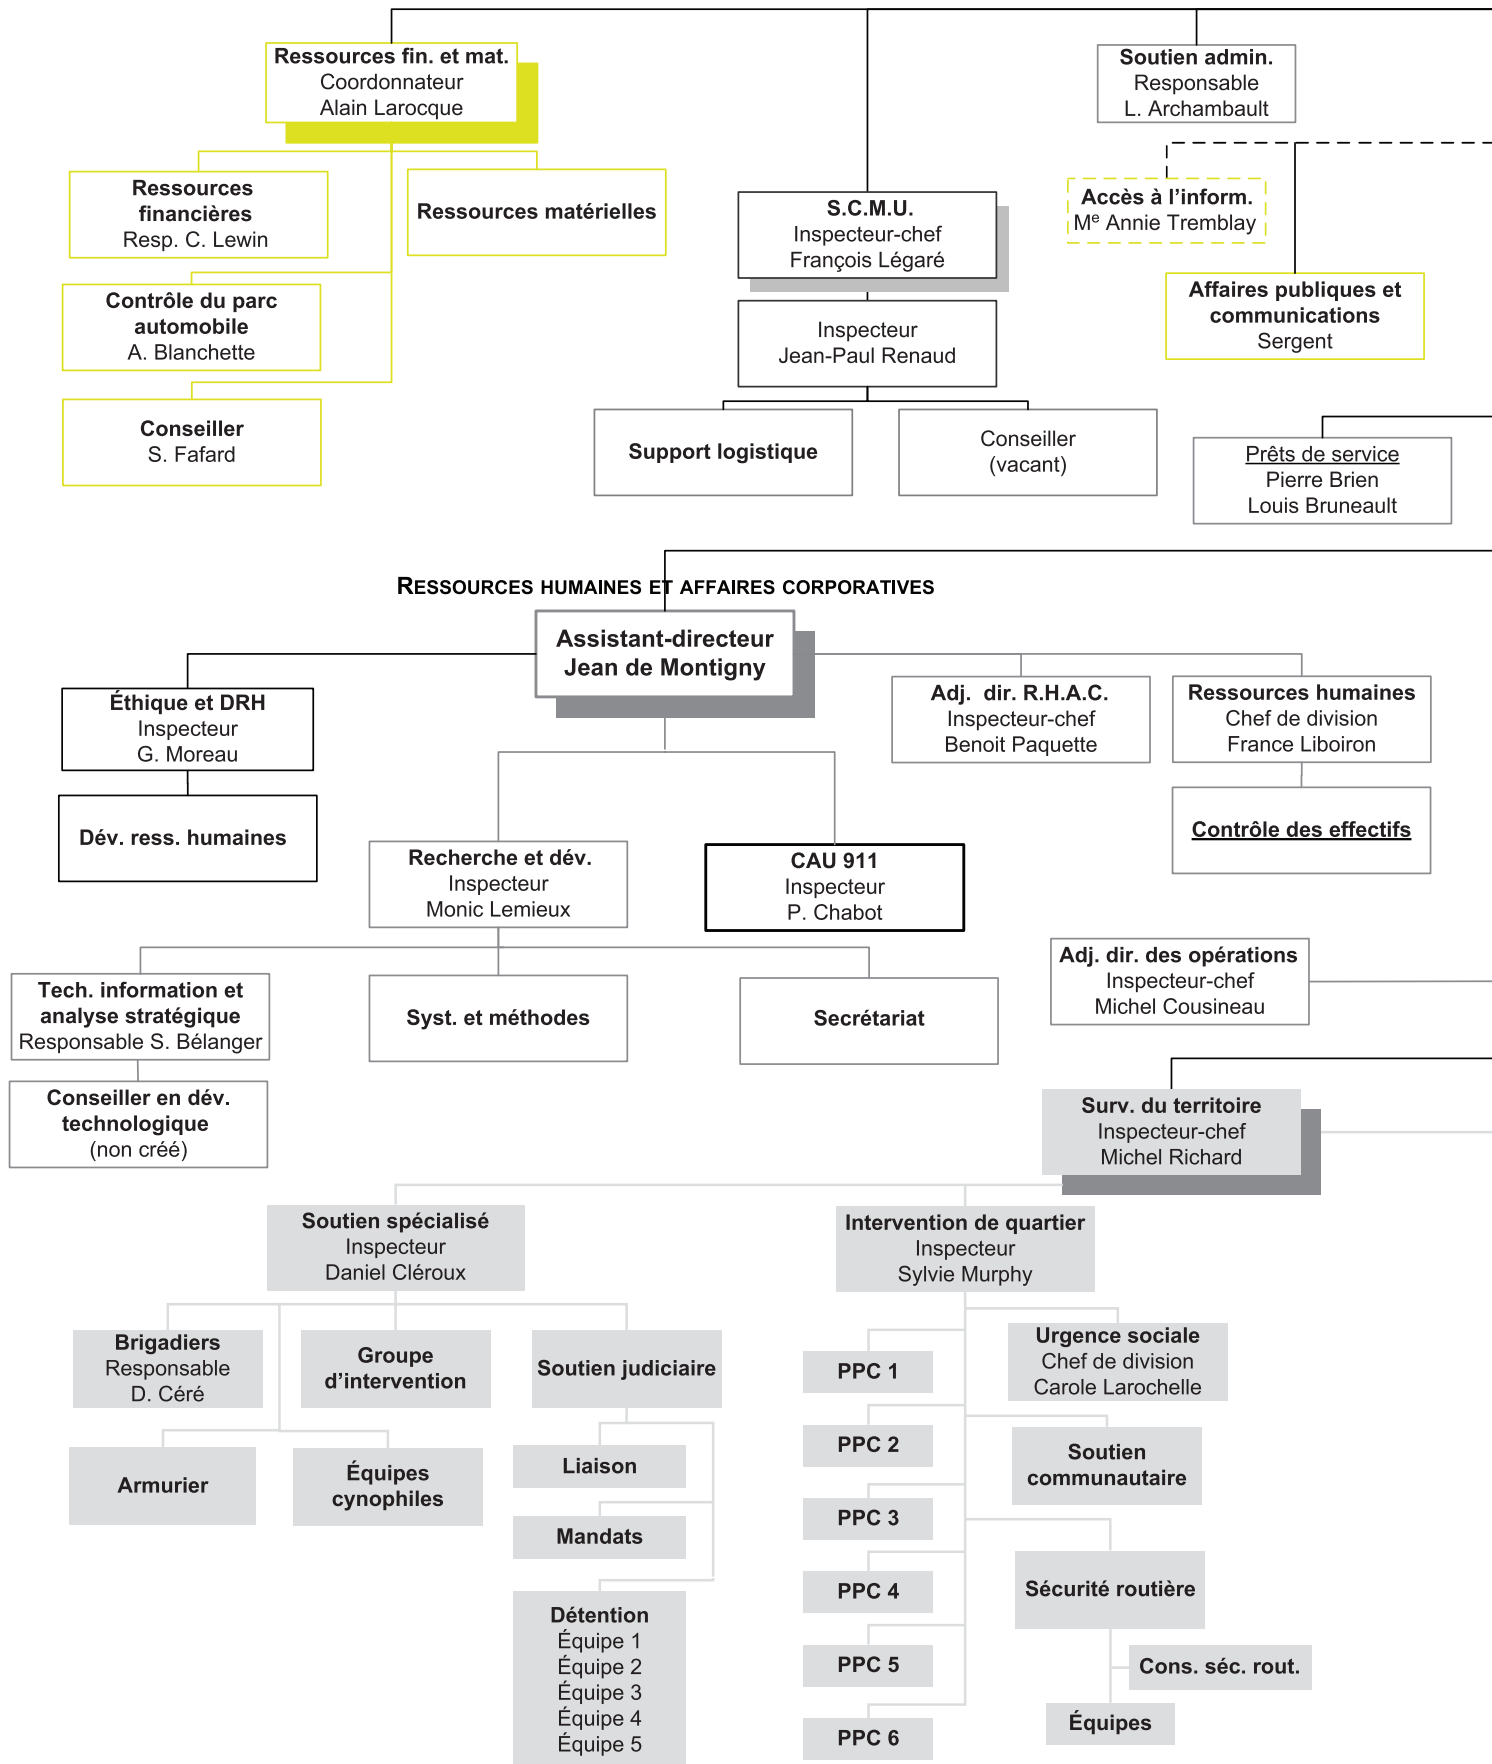 Ressources fin. et mat.
Coordonnateur
Alain Larocque
Soutien admin.
Responsable
L. Archambault
Ressources
financières
Resp. C. Lewin
Ressources matérielles
S.C.M.U.
Inspecteur-chef
François Légaré
Accès à l'inform.
Me Annie Tremblay
Contrôle du parc
automobile
A. Blanchette
Inspecteur
Jean-Paul Renaud
Affaires publiques et
communications
Sergent
Conseiller
S. Fafard
Support logistique
Conseiller
(vacant)
Prêts de service
Pierre Brien
Louis Bruneault
RESSOURCES HUMAINES ET AFFAIRES CORPORATIVES
Assistant-directeur
Jean de Montigny
Éthique et DRH
Inspecteur
G. Moreau
Adj. dir. R.H.A.C.
Inspecteur-chef
Benoit Paquette
Ressources humaines
Chef de division
France Liboiron
Dév. ress. humaines
Contrôle des effectifs
Recherche et dév.
Inspecteur
Monic Lemieux
CAU 911
Inspecteur
P. Chabot
Adj. dir. des opérations
Inspecteur-chef
Michel Cousineau
Tech. information et
analyse stratégique
Responsable S. Bélanger
Syst. et méthodes
Secrétariat
Conseiller en dév.
technologique
(non créé)
Surv. du territoire
Inspecteur-chef
Michel Richard
Soutien spécialisé
Inspecteur
Daniel Cléroux
Intervention de quartier
Inspecteur
Sylvie Murphy
Brigadiers
Responsable
D. Céré
Groupe
d'intervention
Soutien judiciaire
PPC 1
Urgence sociale
Chef de division
Carole Larochelle
Armurier
Équipes
cynophiles
Liaison
PPC 2
Soutien
communautaire
Mandats
PPC 3
PPC 4
Sécurité routière
Détention
Équipe 1
Équipe 2
Équipe 3
Équipe 4
Équipe 5
PPC 5
Cons. séc. rout.
PPC 6
Équipes